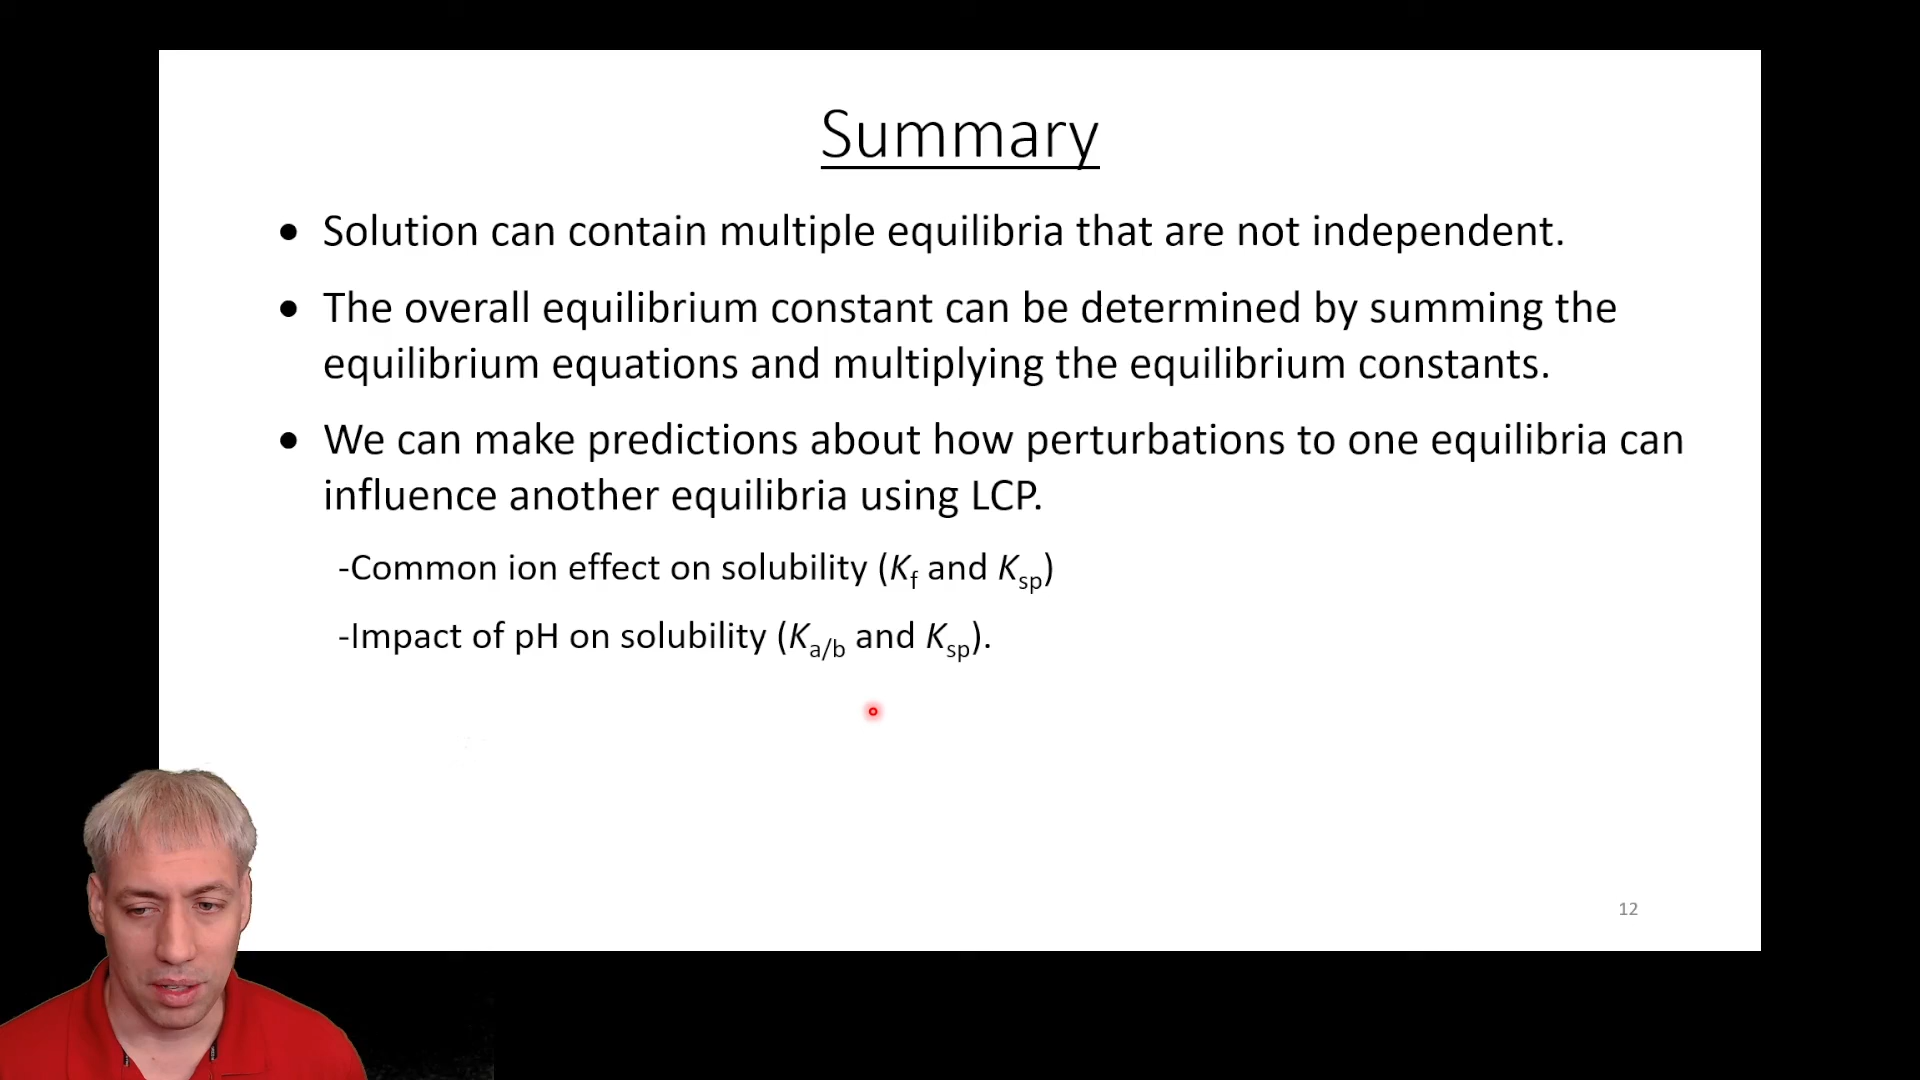 Summary
• Solution can contain multiple equilibria that are not independent.
• The overall equilibrium constant can be determined by summing the
equilibrium equations and multiplying the equilibrium constants.
• We can make predictions about how perturbations to one equilibria can
influence another equilibria using LCP.
-Common ion effect on solubility (Kf and Ksp)
-Impact of pH on solubility (Ka/b and Ksp).
12